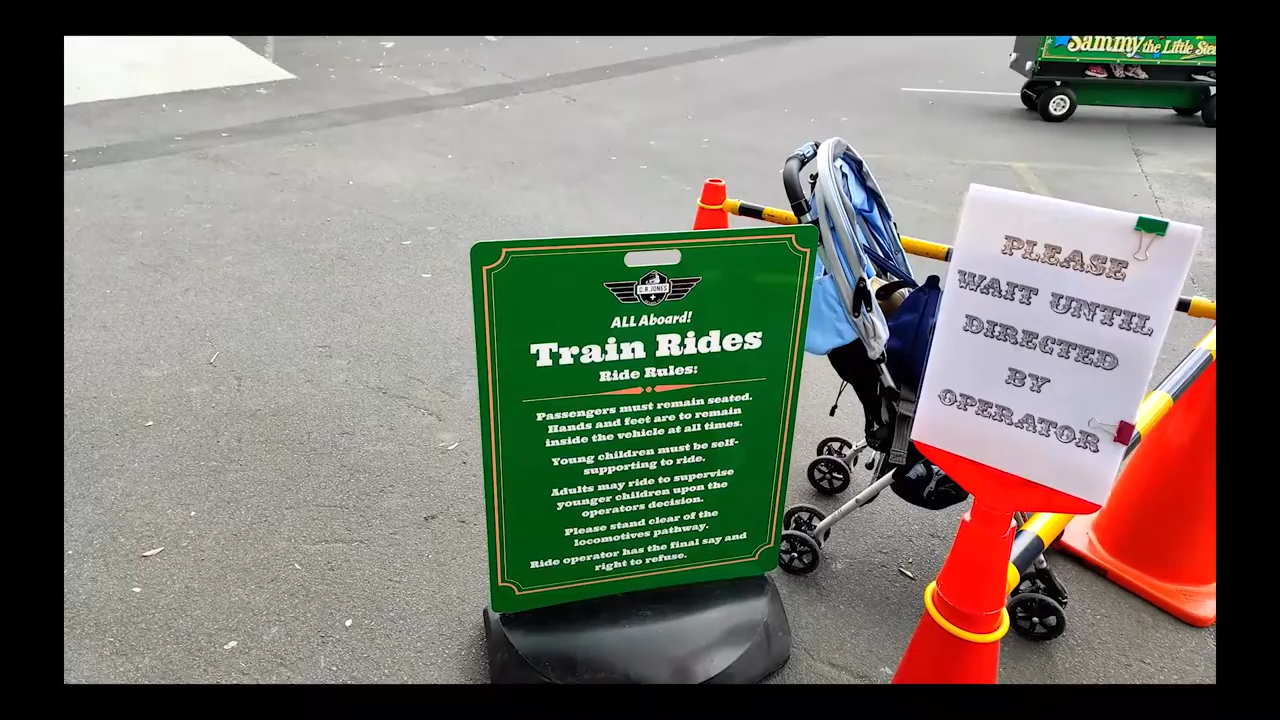 Sammy the Little Ste
C.R.JONES
ALL Aboard!
Train Rides
Ride Rules:
Passengers must remain seated.
Hands and feet are to remain
inside the vehicle at all times.
Young children must be self-
supporting to ride.
Adults may ride to supervise
younger children upon the
operators decision.
Please stand clear of the
locomotives pathway.
Ride operator has the final say and
right to refuse.
PLEASE
WAIT UNTIL
DIRECTED
BY
OPERATOR